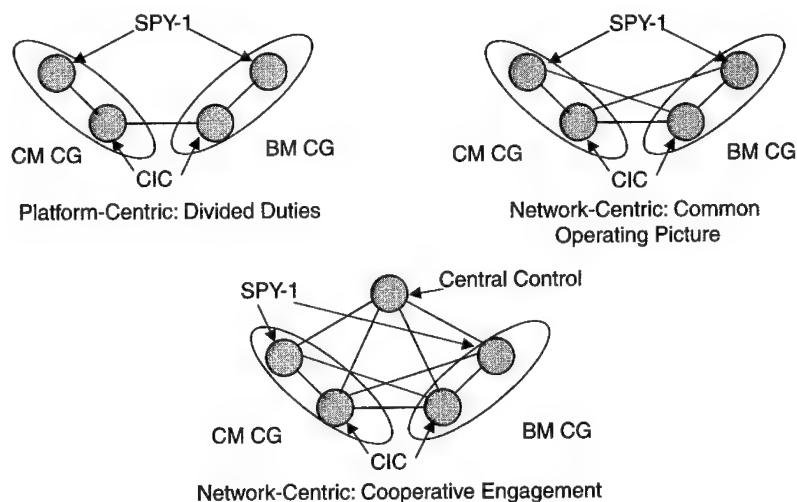 SPY-1
CM CG
BM CG
CIC
Platform-Centric: Divided Duties
SPY-1
CM CG
BM CG
CIC
Network-Centric: Common
Operating Picture
Central Control
SPY-1
CM CG
BM CG
CIC
Network-Centric: Cooperative Engagement